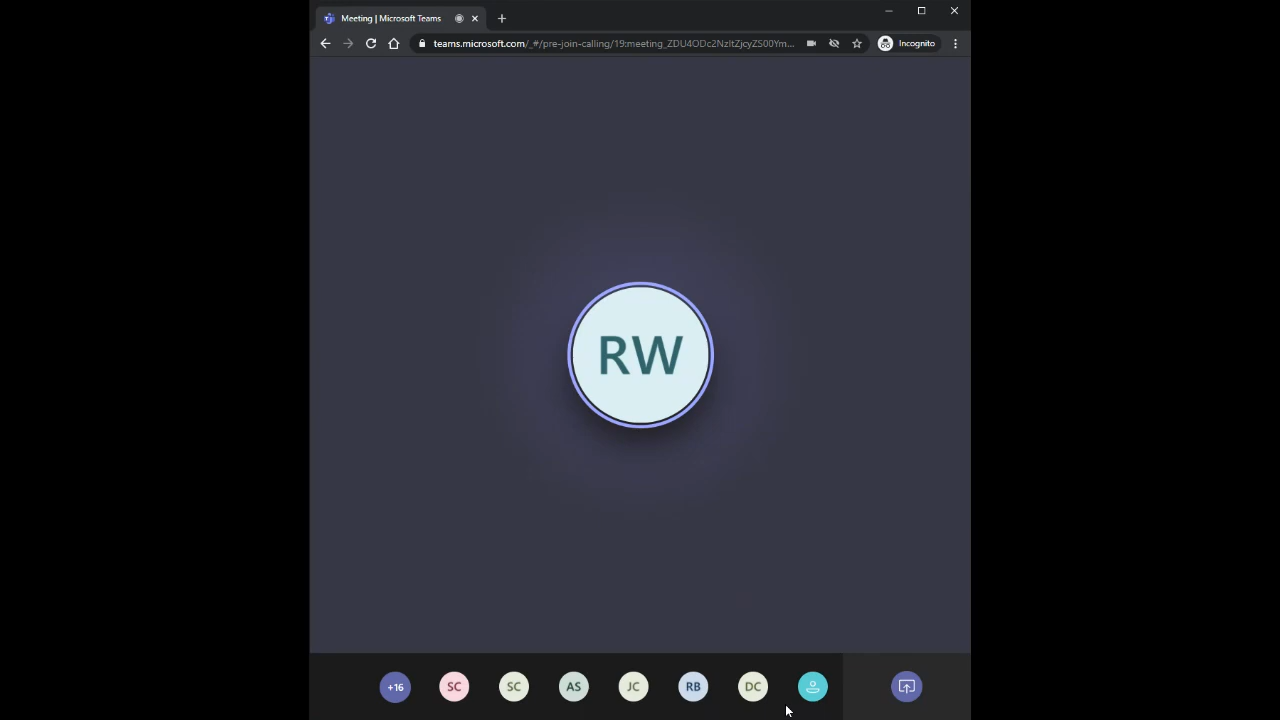 Meeting | Microsoft Teams
teams.microsoft.com/_#/pre-join-calling/19:meeting_ZDU4ODc2NzItZjcyZS00Ym...
Incognito
RW
+16
SC
SC
AS
JC
RB
DC